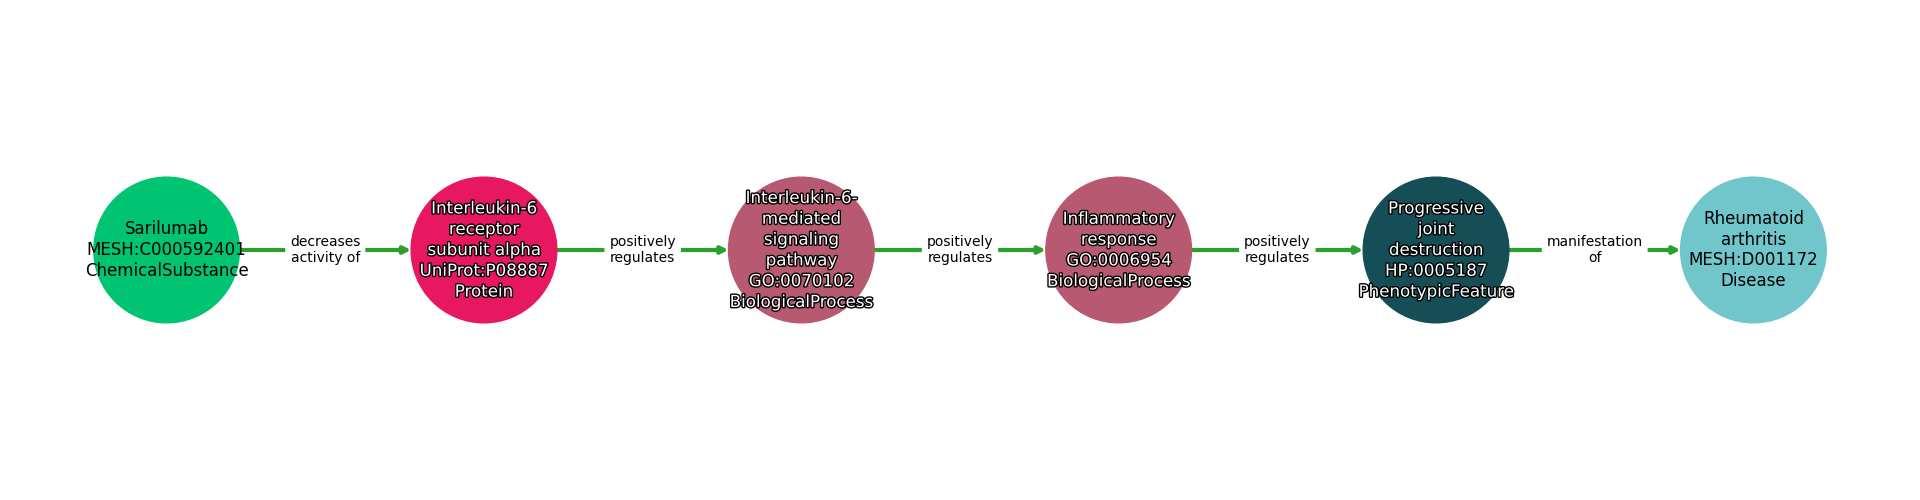 Sarilumab
MESH:C000592401
ChemicalSubstance
decreases
activity of
Interleukin-6
receptor
subunit alpha
UniProt:P08887
Protein
positively
regulates
Interleukin-6-
mediated
signaling
pathway
GO:0070102
BiologicalProcess
positively
regulates
Inflammatory
response
GO:0006954
BiologicalProcess
positively
regulates
Progressive
joint
destruction
HP:0005187
PhenotypicFeature
manifestation
of
Rheumatoid
arthritis
MESH:D001172
Disease